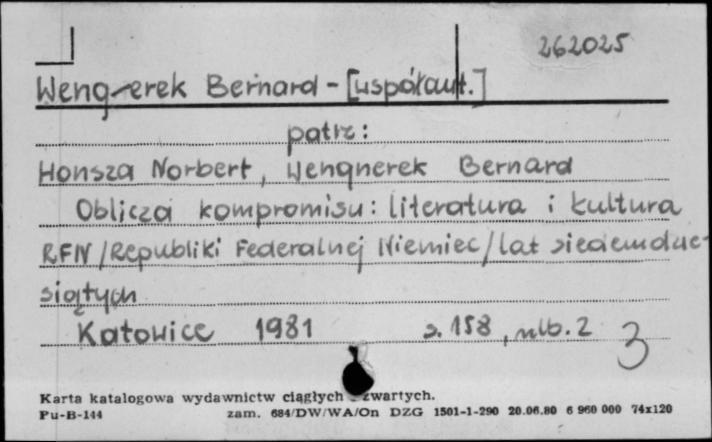 262025
Wengrerek Bernard - [współaut.]
patrz:
Honsza Norbert, Wengnerek Bernard
Oblicza kompromisu: literatura i kultura
RFN /Republiki Federalnej Niemiec/ lat siedemdzie-
siątych
Katowice 1981 s. 158, nlb. 2 3
Karta katalogowa wydawnictw ciągłych zwartych.
Pu-B-144 zam. 684/DW/WA/On DZG 1501-1-290 20.06.80 6 960 000 74x120